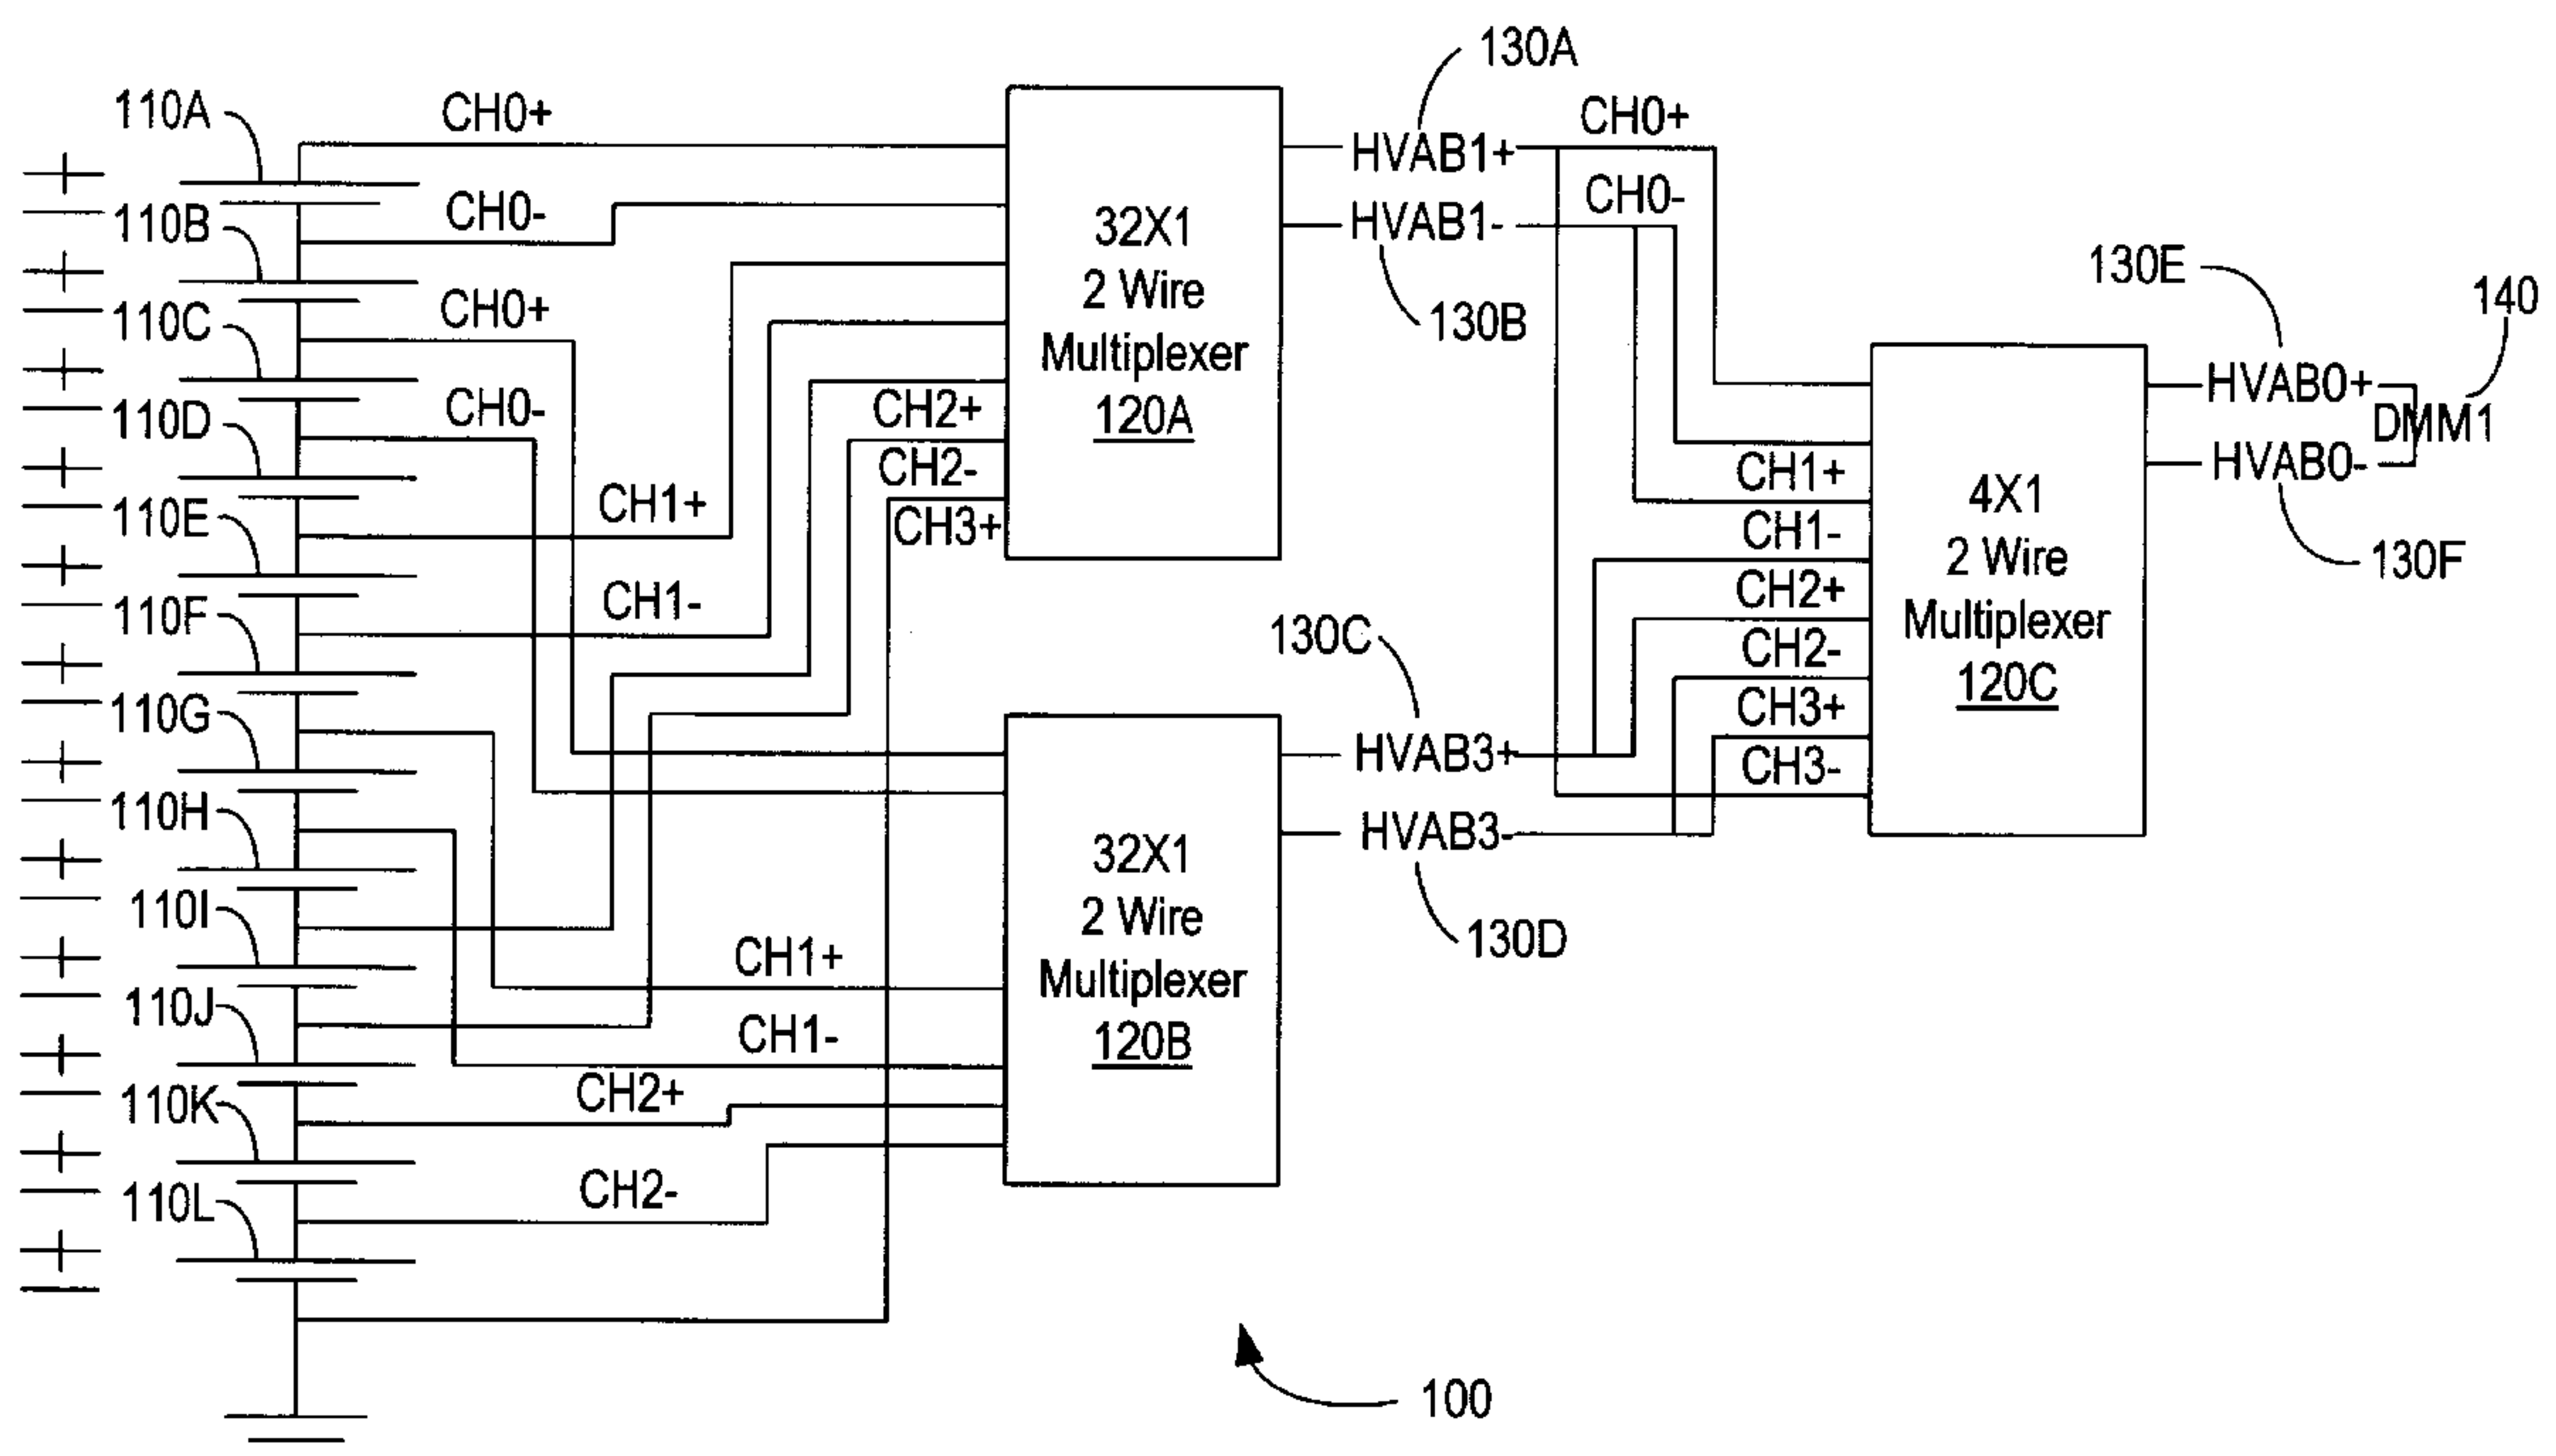 110A
110B
110C
110D
110E
110F
110G
110H
110I
110J
110K
110L
+
−
+
−
+
−
+
−
+
−
+
−
+
−
+
−
+
−
+
−
+
−
+
−
CH0+
CH0-
CH0+
CH0-
CH1+
CH1-
CH1+
CH1-
CH2+
CH2-
32X1
2 Wire
Multiplexer
120A
CH2+
CH2-
CH3+
32X1
2 Wire
Multiplexer
120B
130A
HVAB1+
HVAB1-
130B
130C
HVAB3+
HVAB3-
130D
CH0+
CH0-
CH1+
CH1-
CH2+
CH2-
CH3+
CH3-
4X1
2 Wire
Multiplexer
120C
130E
HVAB0+
HVAB0-
130F
140
DMM1
100